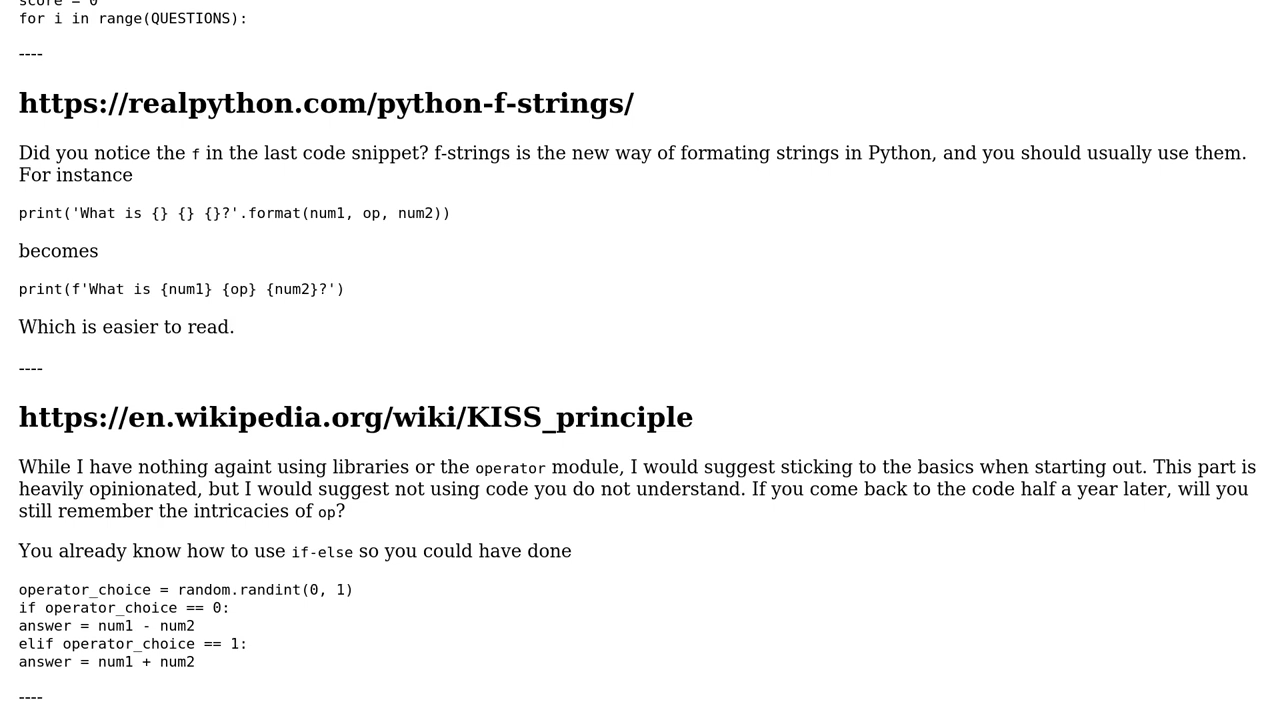 score = 0
for i in range(QUESTIONS):
----
https://realpython.com/python-f-strings/
Did you notice the f in the last code snippet? f-strings is the new way of formating strings in Python, and you should usually use them.
For instance
print('What is {} {} {}?'.format(num1, op, num2))
becomes
print(f'What is {num1} {op} {num2}?')
Which is easier to read.
----
https://en.wikipedia.org/wiki/KISS_principle
While I have nothing againt using libraries or the operator module, I would suggest sticking to the basics when starting out. This part is
heavily opinionated, but I would suggest not using code you do not understand. If you come back to the code half a year later, will you
still remember the intricacies of op?
You already know how to use if-else so you could have done
operator_choice = random.randint(0, 1)
if operator_choice == 0:
answer = num1 - num2
elif operator_choice == 1:
answer = num1 + num2
----